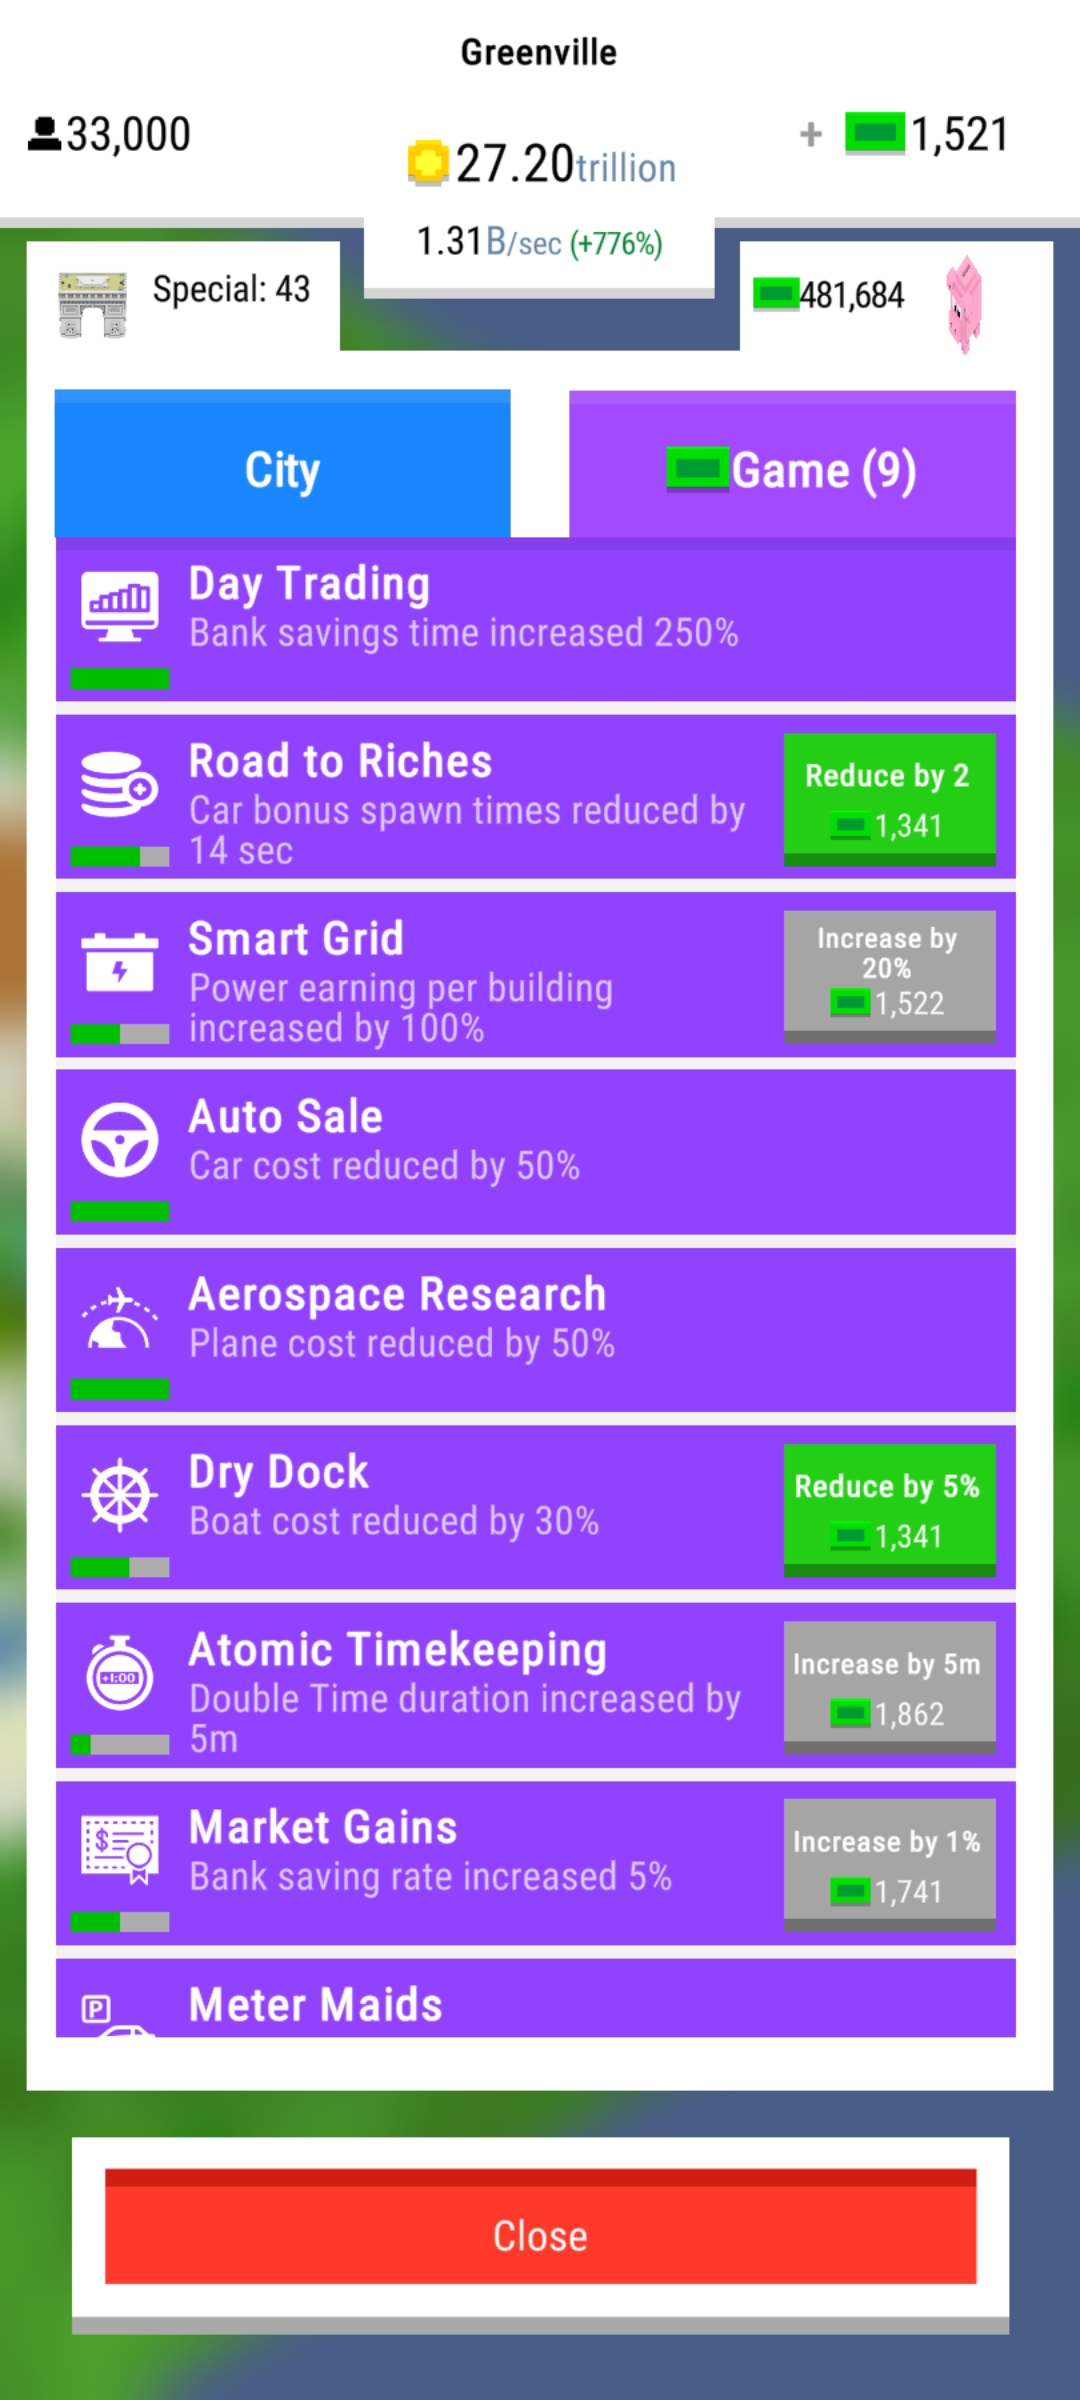 Greenville
33,000
27.20trillion
+ 1,521
1.31B/sec (+776%)
Special: 43
481,684
City
Game (9)
Day Trading
Bank savings time increased 250%
Road to Riches
Car bonus spawn times reduced by
14 sec
Reduce by 2
1,341
Smart Grid
Power earning per building
increased by 100%
Increase by
20%
1,522
Auto Sale
Car cost reduced by 50%
Aerospace Research
Plane cost reduced by 50%
Dry Dock
Boat cost reduced by 30%
Reduce by 5%
1,341
+1:00
Atomic Timekeeping
Double Time duration increased by
5m
Increase by 5m
1,862
$
Market Gains
Bank saving rate increased 5%
Increase by 1%
1,741
P
Meter Maids
Close